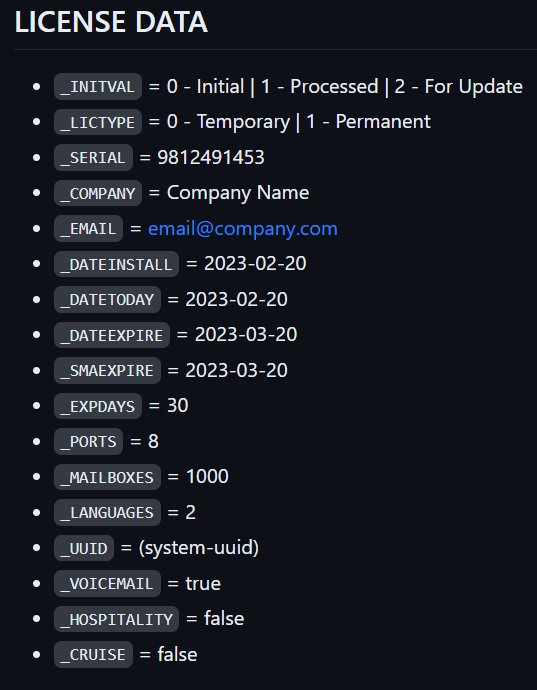 LICENSE DATA
• _INITVAL = 0 - Initial | 1 - Processed | 2 - For Update
• _LICTYPE = 0 - Temporary | 1 - Permanent
• _SERIAL = 9812491453
• _COMPANY = Company Name
• _EMAIL = email@company.com
• _DATEINSTALL = 2023-02-20
• _DATETODAY = 2023-02-20
• _DATEEXPIRE = 2023-03-20
• _SMAEXPIRE = 2023-03-20
• _EXPDAYS = 30
• _PORTS = 8
• _MAILBOXES = 1000
• _LANGUAGES = 2
• _UUID = (system-uuid)
• _VOICEMAIL = true
• _HOSPITALITY = false
• _CRUISE = false